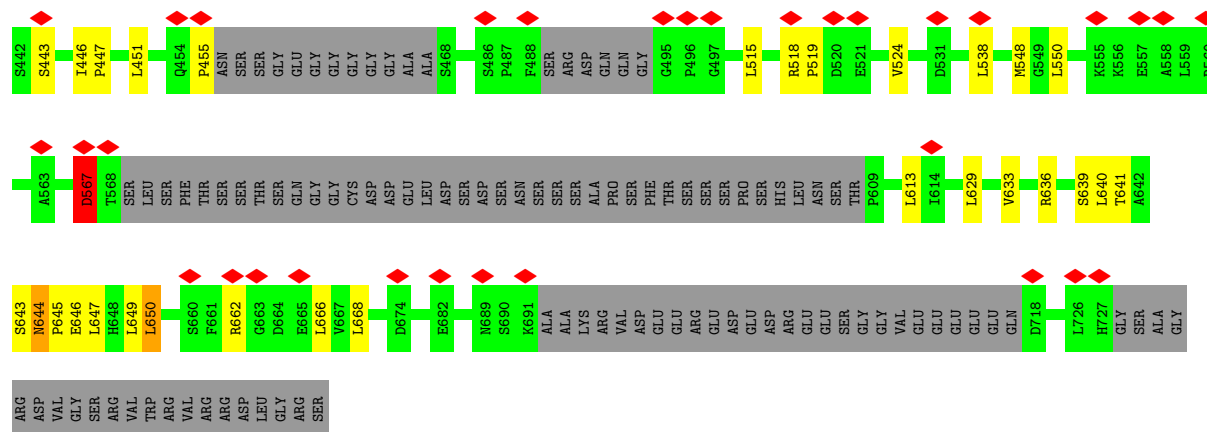 S442 S443 I446 P447 L451 Q454 P455 ASN SER SER GLY GLU GLY GLY GLY GLY GLY ALA ALA S468 S486 P487 F488 SER ARG ASP GLN GLN GLY G495 P496 G497 L515 R518 P519 D520 E521 V524 D531 L538 M548 G549 L550 K555 K556 E557 A558 L559
A563 D567 T568 SER LEU SER PHE THR SER SER THR SER GLN GLY GLY CYS ASP ASP GLU LEU ASP SER ASP SER ASN SER SER SER ALA PRO SER PHE THR SER SER SER PRO SER HIS LEU ASN SER THR P609 L613 I614 L629 V633 R636 S639 L640 T641 A642
S643 N644 P645 E646 L647 H648 L649 L650 S660 F661 R662 G663 D664 E665 L666 V667 L668 D674 E682 N689 S690 K691 ALA ALA LYS ARG VAL ASP GLU GLU ARG GLU ASP GLU ASP ARG GLU GLU SER GLY GLY VAL GLU GLU GLU GLU GLU GLN D718 L726 H727 GLY SER ALA GLY
ARG ASP VAL GLY SER ARG VAL TRP ARG VAL ARG ARG ASP LEU GLY ARG SER